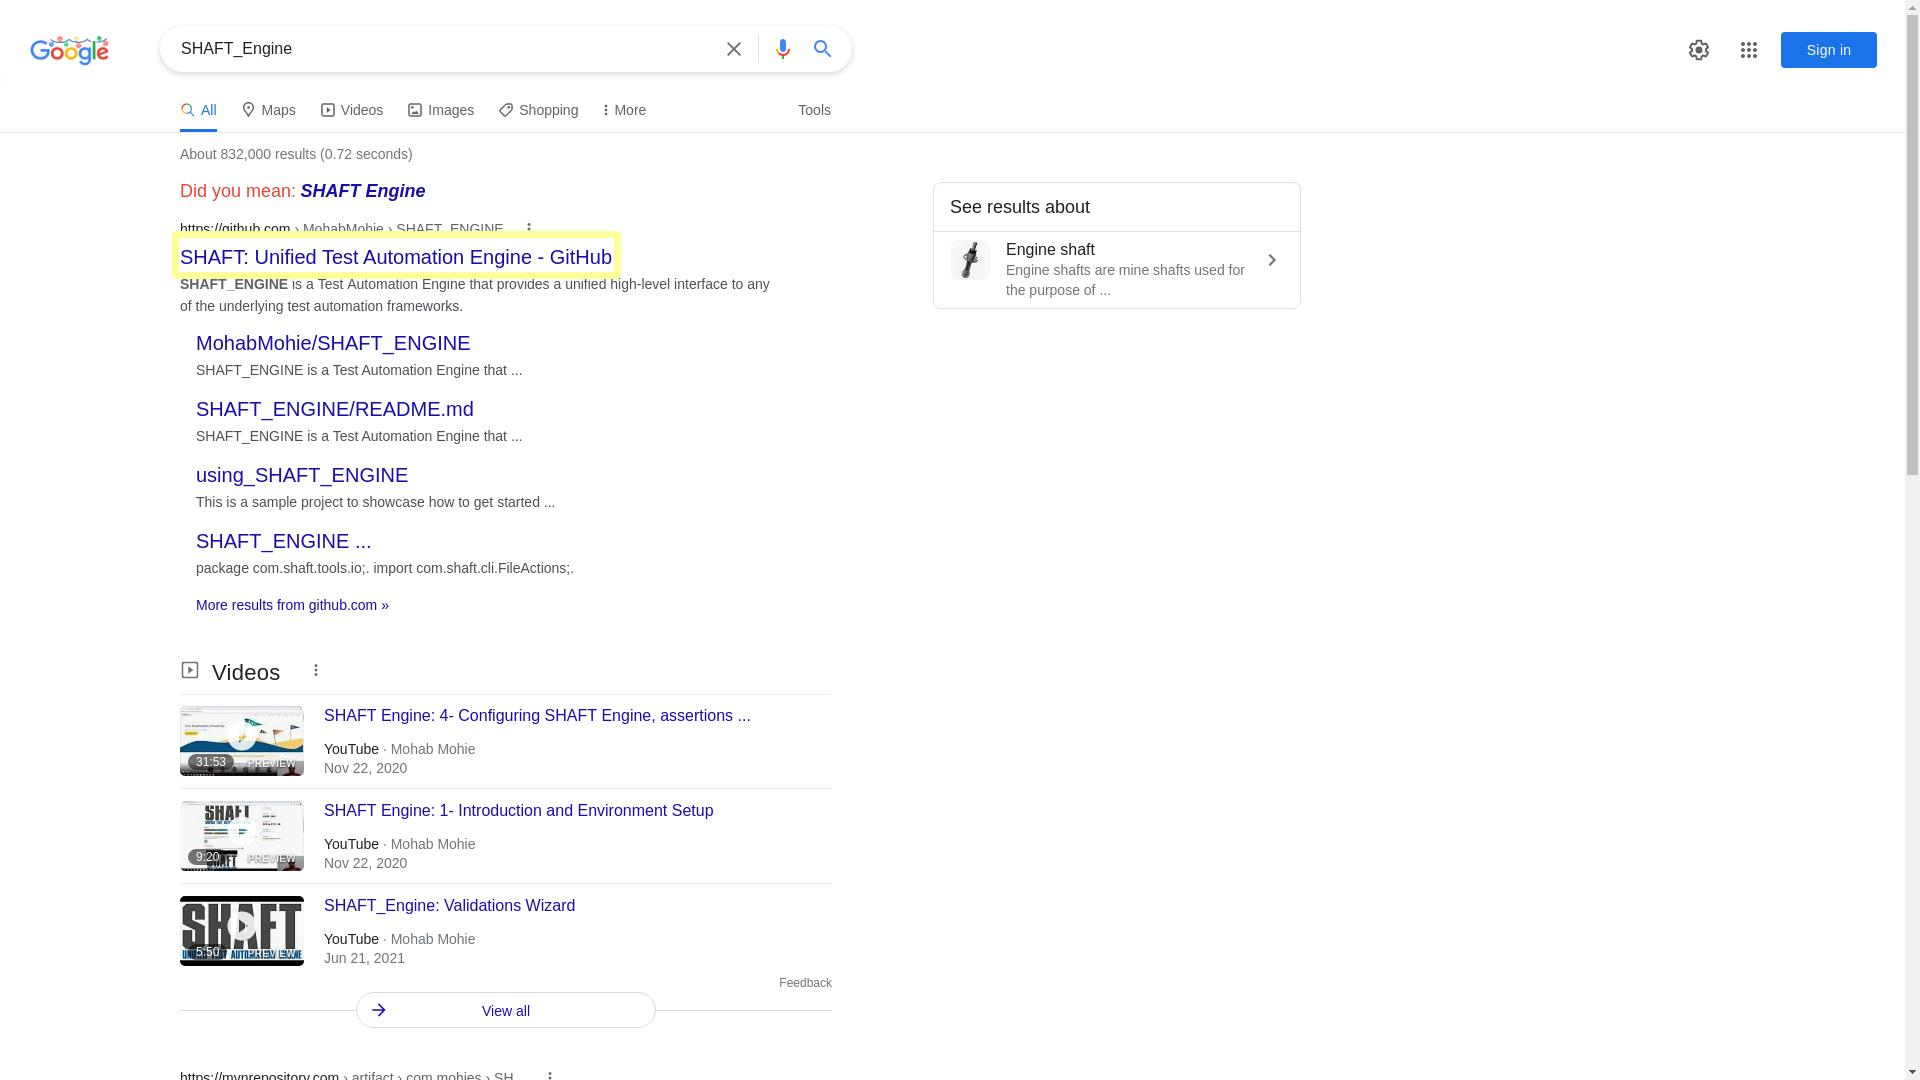 Google
SHAFT_Engine
Sign in
All
Maps
Videos
Images
Shopping
More
Tools
About 832,000 results (0.72 seconds)
Did you mean: SHAFT Engine
https://github.com › MohabMohie › SHAFT_ENGINE
SHAFT: Unified Test Automation Engine - GitHub
SHAFT_ENGINE is a Test Automation Engine that provides a unified high-level interface to any
of the underlying test automation frameworks.
MohabMohie/SHAFT_ENGINE
SHAFT_ENGINE is a Test Automation Engine that ...
SHAFT_ENGINE/README.md
SHAFT_ENGINE is a Test Automation Engine that ...
using_SHAFT_ENGINE
This is a sample project to showcase how to get started ...
SHAFT_ENGINE ...
package com.shaft.tools.io;. import com.shaft.cli.FileActions;.
More results from github.com »
See results about
Engine shaft
Engine shafts are mine shafts used for
the purpose of ...
Videos
31:53
PREVIEW
SHAFT Engine: 4- Configuring SHAFT Engine, assertions ...
YouTube · Mohab Mohie
Nov 22, 2020
SHAFT
9:20
PREVIEW
SHAFT Engine: 1- Introduction and Environment Setup
YouTube · Mohab Mohie
Nov 22, 2020
SHAFT
5:50
PREVIEW
SHAFT_Engine: Validations Wizard
YouTube · Mohab Mohie
Jun 21, 2021
Feedback
View all
https://mvnrepository.com › artifact › com.mohies › SH...